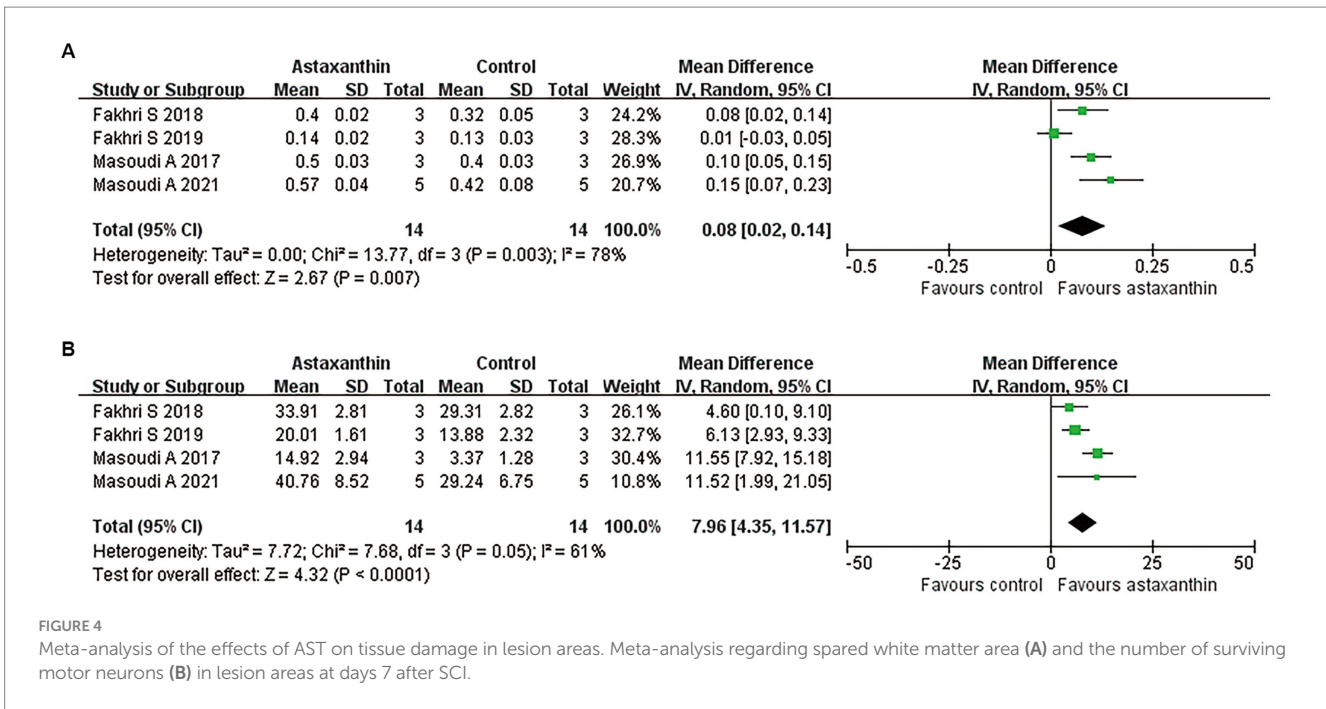 A
Astaxanthin Control Mean Difference Mean Difference
Study or Subgroup Mean SD Total Mean SD Total Weight IV, Random, 95% CI IV, Random, 95% CI
Fakhri S 2018 0.4 0.02 3 0.32 0.05 3 24.2% 0.08 [0.02, 0.14]
Fakhri S 2019 0.14 0.02 3 0.13 0.03 3 28.3% 0.01 [-0.03, 0.05]
Masoudi A 2017 0.5 0.03 3 0.4 0.03 3 26.9% 0.10 [0.05, 0.15]
Masoudi A 2021 0.57 0.04 5 0.42 0.08 5 20.7% 0.15 [0.07, 0.23]
Total (95% CI) 14 14 100.0% 0.08 [0.02, 0.14]
Heterogeneity: Tau² = 0.00; Chi² = 13.77, df = 3 (P = 0.003); I² = 78%
Test for overall effect: Z = 2.67 (P = 0.007)
-0.5 -0.25 0 0.25 0.5
Favours control Favours astaxanthin
B
Astaxanthin Control Mean Difference Mean Difference
Study or Subgroup Mean SD Total Mean SD Total Weight IV, Random, 95% CI IV, Random, 95% CI
Fakhri S 2018 33.91 2.81 3 29.31 2.82 3 26.1% 4.60 [0.10, 9.10]
Fakhri S 2019 20.01 1.61 3 13.88 2.32 3 32.7% 6.13 [2.93, 9.33]
Masoudi A 2017 14.92 2.94 3 3.37 1.28 3 30.4% 11.55 [7.92, 15.18]
Masoudi A 2021 40.76 8.52 5 29.24 6.75 5 10.8% 11.52 [1.99, 21.05]
Total (95% CI) 14 14 100.0% 7.96 [4.35, 11.57]
Heterogeneity: Tau² = 7.72; Chi² = 7.68, df = 3 (P = 0.05); I² = 61%
Test for overall effect: Z = 4.32 (P < 0.0001)
-50 -25 0 25 50
Favours control Favours astaxanthin
FIGURE 4
Meta-analysis of the effects of AST on tissue damage in lesion areas. Meta-analysis regarding spared white matter area (A) and the number of surviving
motor neurons (B) in lesion areas at days 7 after SCI.